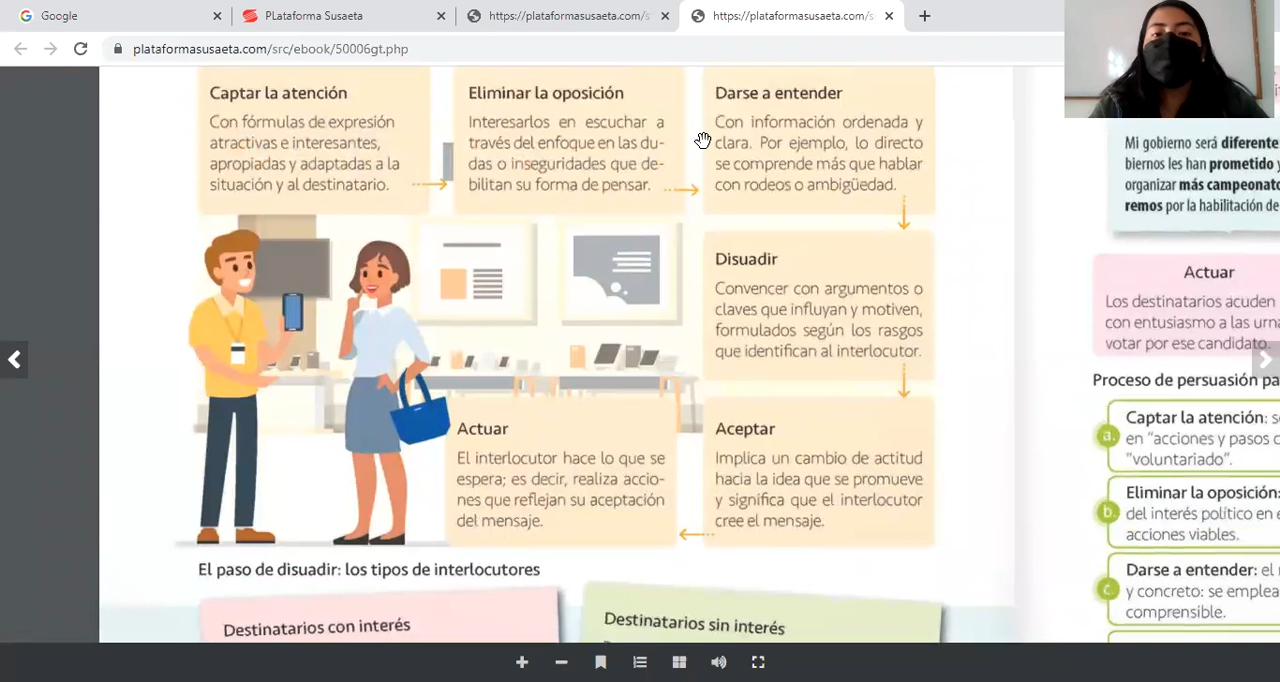 Google
PLataforma Susaeta
https://plataformasusaeta.com/s
https://plataformasusaeta.com/s
plataformasusaeta.com/src/ebook/50006gt.php
Captar la atención
Con fórmulas de expresión
atractivas e interesantes,
apropiadas y adaptadas a la
situación y al destinatario.
Eliminar la oposición
Interesarlos en escuchar a
través del enfoque en las du-
das o inseguridades que de-
bilitan su forma de pensar.
Darse a entender
Con información ordenada y
clara. Por ejemplo, lo directo
se comprende más que hablar
con rodeos o ambigüedad.
Disuadir
Convencer con argumentos o
claves que influyan y motiven,
formulados según los rasgos
que identifican al interlocutor.
Actuar
El interlocutor hace lo que se
espera; es decir, realiza accio-
nes que reflejan su aceptación
del mensaje.
Aceptar
Implica un cambio de actitud
hacia la idea que se promueve
y significa que el interlocutor
cree el mensaje.
El paso de disuadir: los tipos de interlocutores
Destinatarios con interés
Destinatarios sin interés
Mi gobierno será diferente
biernos les han prometido y
organizar más campeonato
remos por la habilitación de
Actuar
Los destinatarios acuden
con entusiasmo a las urna
votar por ese candidato.
Proceso de persuasión pa
a.
Captar la atención: s
en "acciones y pasos c
"voluntariado".
b.
Eliminar la oposición:
del interés político en e
acciones viables.
c.
Darse a entender: el
y concreto: se emplea
comprensible.